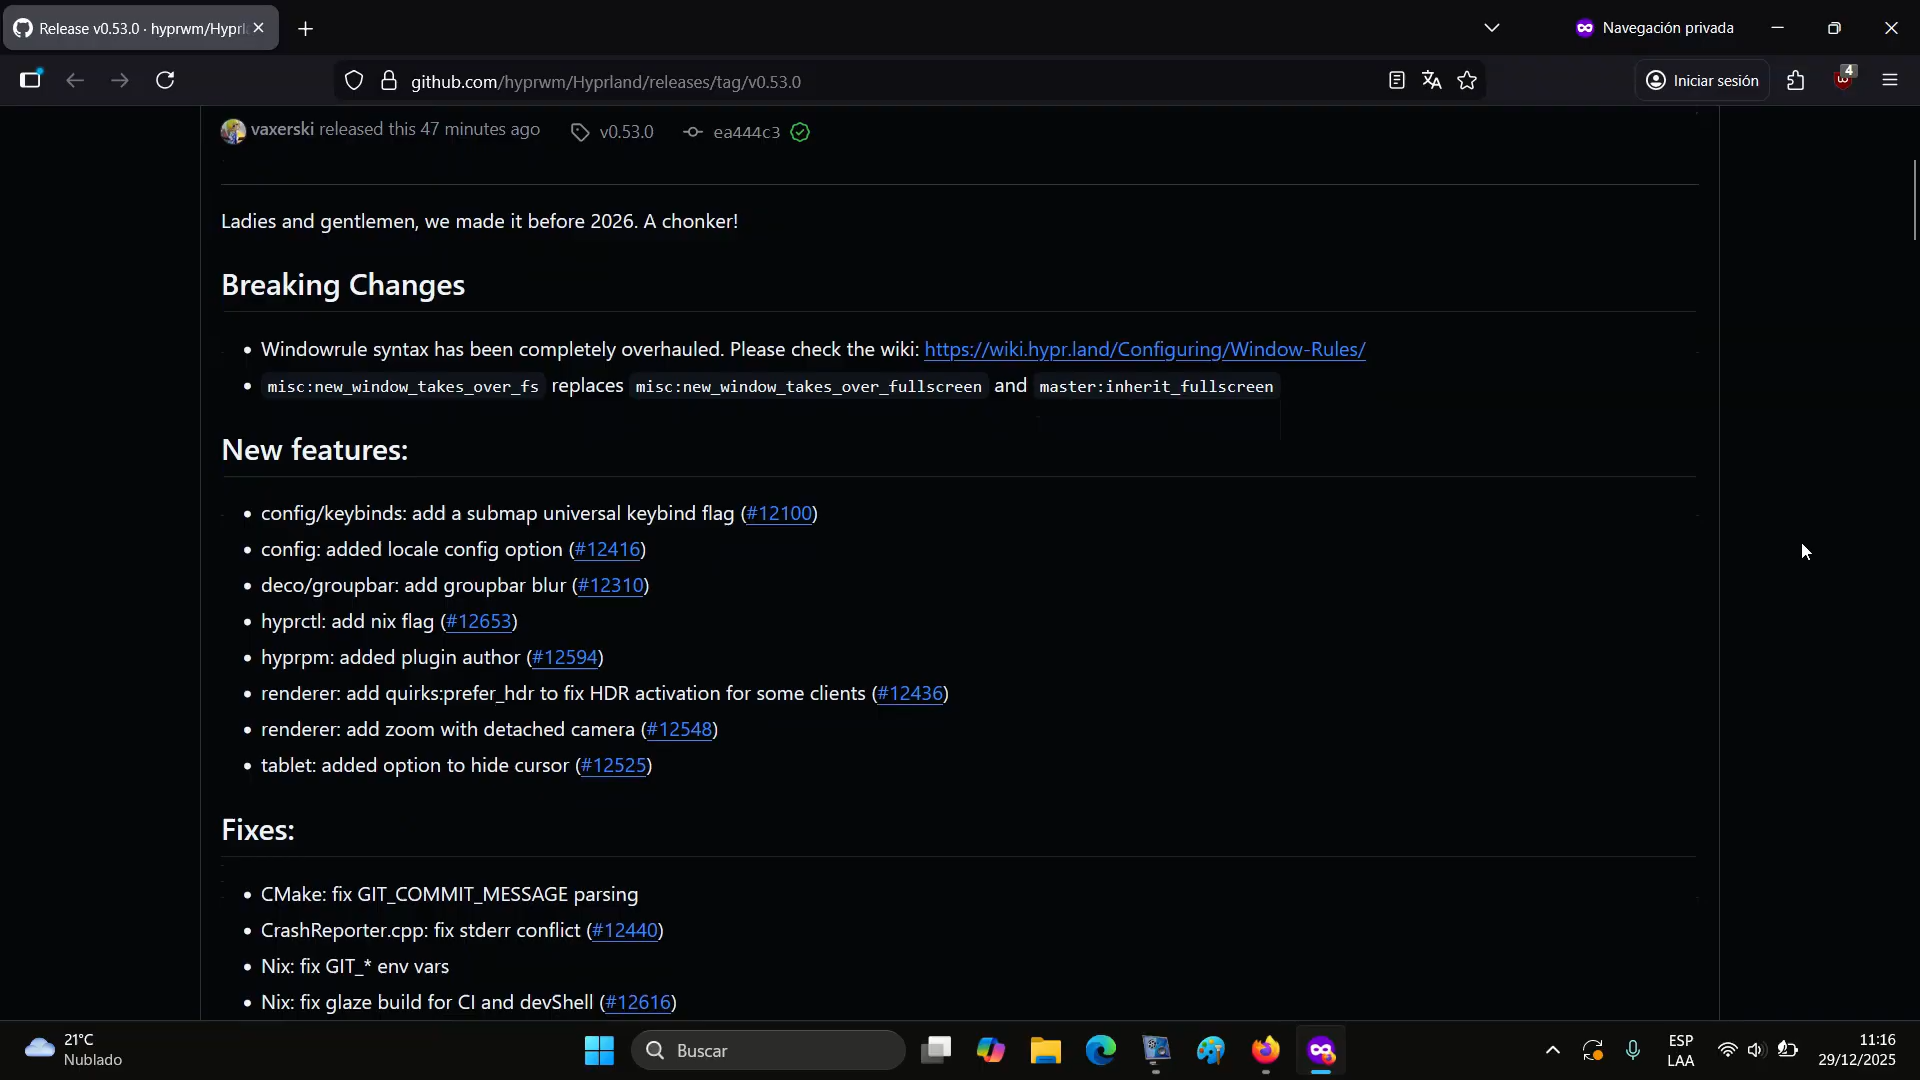 Release v0.53.0 · hyprwm/Hyprl
Navegación privada
github.com/hyprwm/Hyprland/releases/tag/v0.53.0
Iniciar sesión
4
vaxerski released this 47 minutes ago
v0.53.0
ea444c3
Ladies and gentlemen, we made it before 2026. A chonker!
Breaking Changes
• Windowrule syntax has been completely overhauled. Please check the wiki: https://wiki.hypr.land/Configuring/Window-Rules/
• misc:new_window_takes_over_fs replaces misc:new_window_takes_over_fullscreen and master:inherit_fullscreen
New features:
• config/keybinds: add a submap universal keybind flag (#12100)
• config: added locale config option (#12416)
• deco/groupbar: add groupbar blur (#12310)
• hyprctl: add nix flag (#12653)
• hyprpm: added plugin author (#12594)
• renderer: add quirks:prefer_hdr to fix HDR activation for some clients (#12436)
• renderer: add zoom with detached camera (#12548)
• tablet: added option to hide cursor (#12525)
Fixes:
• CMake: fix GIT_COMMIT_MESSAGE parsing
• CrashReporter.cpp: fix stderr conflict (#12440)
• Nix: fix GIT_* env vars
• Nix: fix glaze build for CI and devShell (#12616)
21°C
Nublado
Buscar
ESP
LAA
11:16
29/12/2025